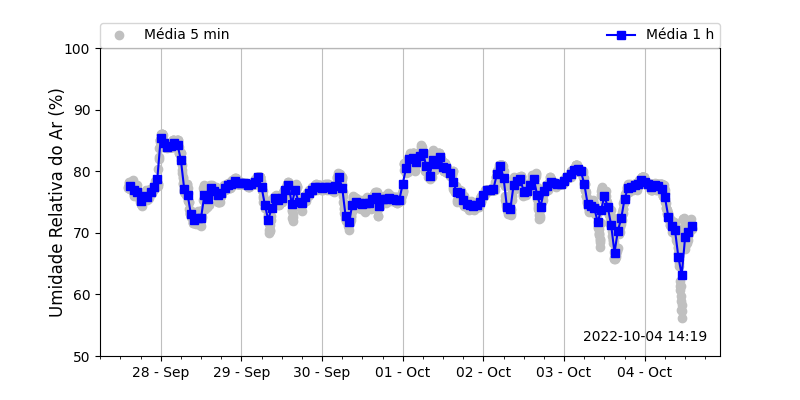 Média 5 min
Média 1 h
Umidade Relativa do Ar (%)
100
90
80
70
60
50
2022-10-04 14:19
28 - Sep
29 - Sep
30 - Sep
01 - Oct
02 - Oct
03 - Oct
04 - Oct